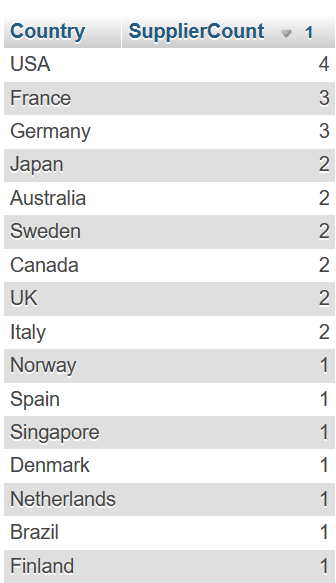 Country SupplierCount 1
USA 4
France 3
Germany 3
Japan 2
Australia 2
Sweden 2
Canada 2
UK 2
Italy 2
Norway 1
Spain 1
Singapore 1
Denmark 1
Netherlands 1
Brazil 1
Finland 1